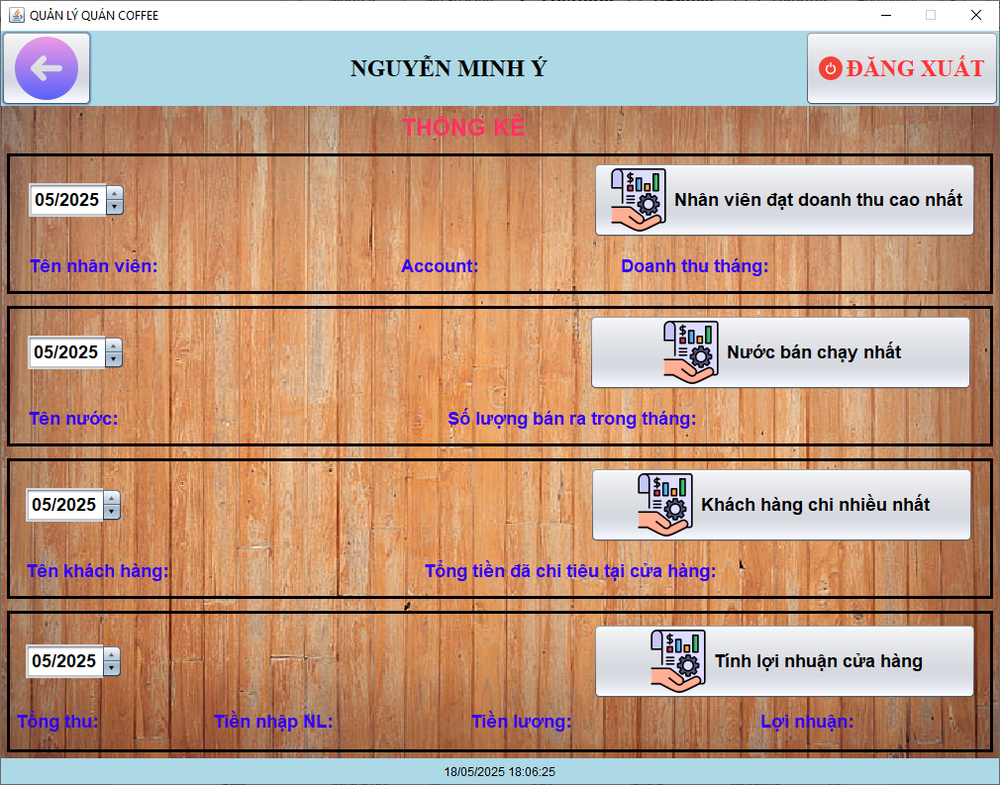 QUẢN LÝ QUÁN COFFEE
NGUYỄN MINH Ý
ĐĂNG XUẤT
THỐNG KÊ
05/2025
Nhân viên đạt doanh thu cao nhất
Tên nhân viên:
Account:
Doanh thu tháng:
05/2025
Nước bán chạy nhất
Tên nước:
Số lượng bán ra trong tháng:
05/2025
Khách hàng chi nhiều nhất
Tên khách hàng:
Tổng tiền đã chi tiêu tại cửa hàng:
05/2025
Tính lợi nhuận cửa hàng
Tổng thu:
Tiền nhập NL:
Tiền lương:
Lợi nhuận:
18/05/2025 18:06:25